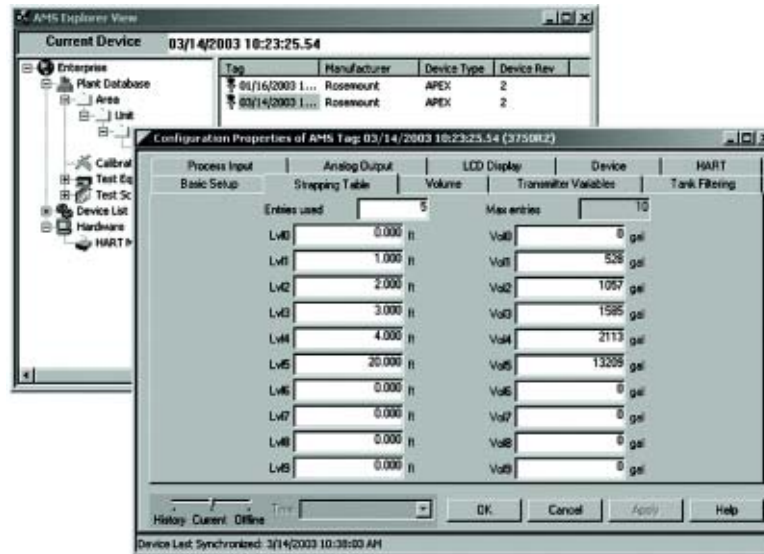 AMS Explorer View
Current Device 03/14/2003 10:23:25.54
Enterprise
Plant Database
Area
Unit
Calibrat
Test Eq
Test Sc
Device List
Hardware
HART M
Tag Manufacturer Device Type Device Rev
01/16/2003 1... Rosemount APEX 2
03/14/2003 1... Rosemount APEX 2
Configuration Properties of AMS Tag: 03/14/2003 10:23:25.54 (3750R2)
Process Input Analog Output LCD Display Device HART
Basic Setup Strapping Table Volume Transmitter Variables Tank Filtering
Entries used 5 Max entries 10
Lvl0 0.000 ft Vol0 0 gal
Lvl1 1.000 ft Vol1 528 gal
Lvl2 2.000 ft Vol2 1057 gal
Lvl3 3.000 ft Vol3 1585 gal
Lvl4 4.000 ft Vol4 2113 gal
Lvl5 20.000 ft Vol5 13209 gal
Lvl6 0.000 ft Vol6 0 gal
Lvl7 0.000 ft Vol7 0 gal
Lvl8 0.000 ft Vol8 0 gal
Lvl9 0.000 ft Vol9 0 gal
History Current Offline Time OK Cancel Apply Help
Device Last Synchronized: 3/14/2003 10:38:03 AM